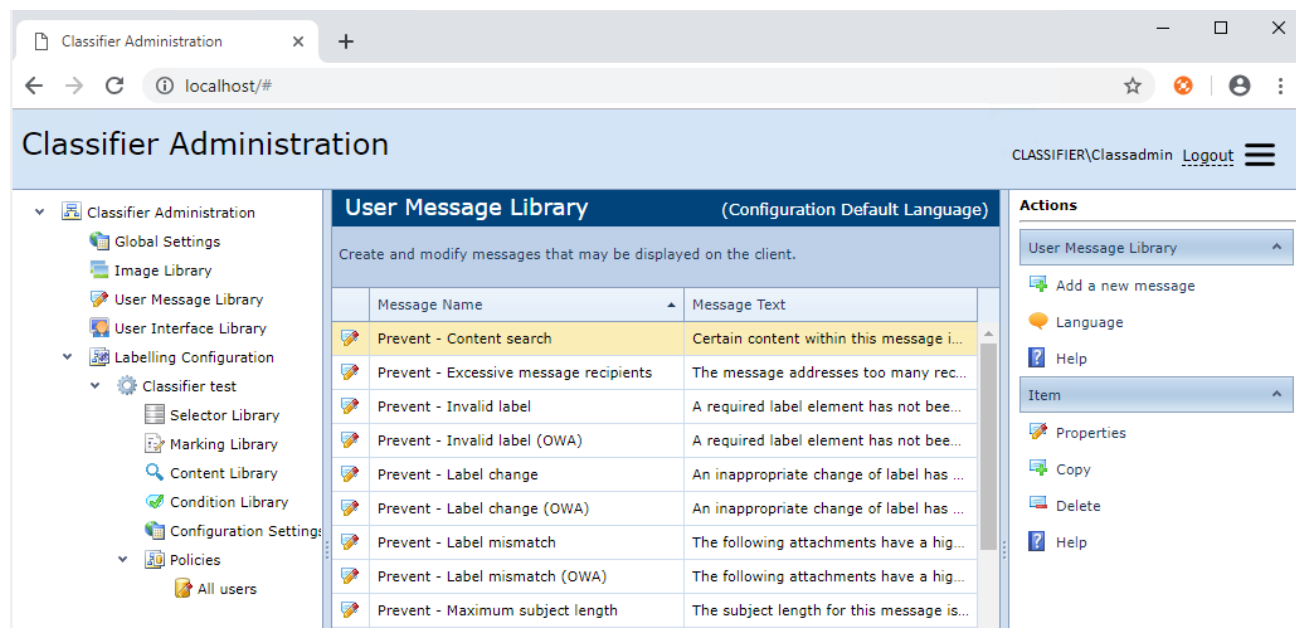 Classifier Administration
localhost/#
Classifier Administration
CLASSIFIER\Classadmin Logout
Classifier Administration
Global Settings
Image Library
User Message Library
User Interface Library
Labelling Configuration
Classifier test
Selector Library
Marking Library
Content Library
Condition Library
Configuration Settings
Policies
All users
User Message Library (Configuration Default Language)
Create and modify messages that may be displayed on the client.
Message Name Message Text
Prevent - Content search Certain content within this message i...
Prevent - Excessive message recipients The message addresses too many rec...
Prevent - Invalid label A required label element has not bee...
Prevent - Invalid label (OWA) A required label element has not bee...
Prevent - Label change An inappropriate change of label has ...
Prevent - Label change (OWA) An inappropriate change of label has ...
Prevent - Label mismatch The following attachments have a hig...
Prevent - Label mismatch (OWA) The following attachments have a hig...
Prevent - Maximum subject length The subject length for this message is...
Actions
User Message Library
Add a new message
Language
Help
Item
Properties
Copy
Delete
Help